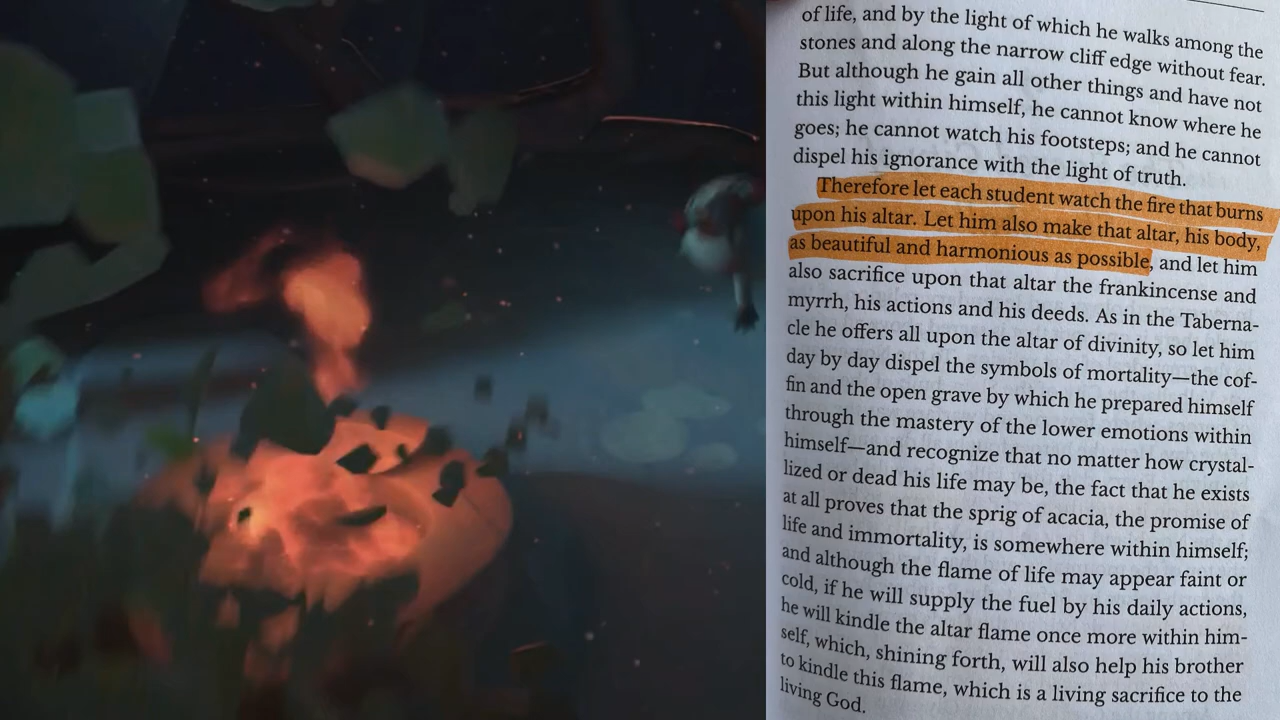 of life, and by the light of which he walks among the
stones and along the narrow cliff edge without fear.
But although he gain all other things and have not
this light within himself, he cannot know where he
goes; he cannot watch his footsteps; and he cannot
dispel his ignorance with the light of truth.
Therefore let each student watch the fire that burns
upon his altar. Let him also make that altar, his body,
as beautiful and harmonious as possible, and let him
also sacrifice upon that altar the frankincense and
myrrh, his actions and his deeds. As in the Taberna-
cle he offers all upon the altar of divinity, so let him
day by day dispel the symbols of mortality—the cof-
fin and the open grave by which he prepared himself
through the mastery of the lower emotions within
himself—and recognize that no matter how crystal-
lized or dead his life may be, the fact that he exists
at all proves that the sprig of acacia, the promise of
life and immortality, is somewhere within himself;
and although the flame of life may appear faint or
cold, if he will supply the fuel by his daily actions,
he will kindle the altar flame once more within him-
self, which, shining forth, will also help his brother
to kindle this flame, which is a living sacrifice to the
living God.